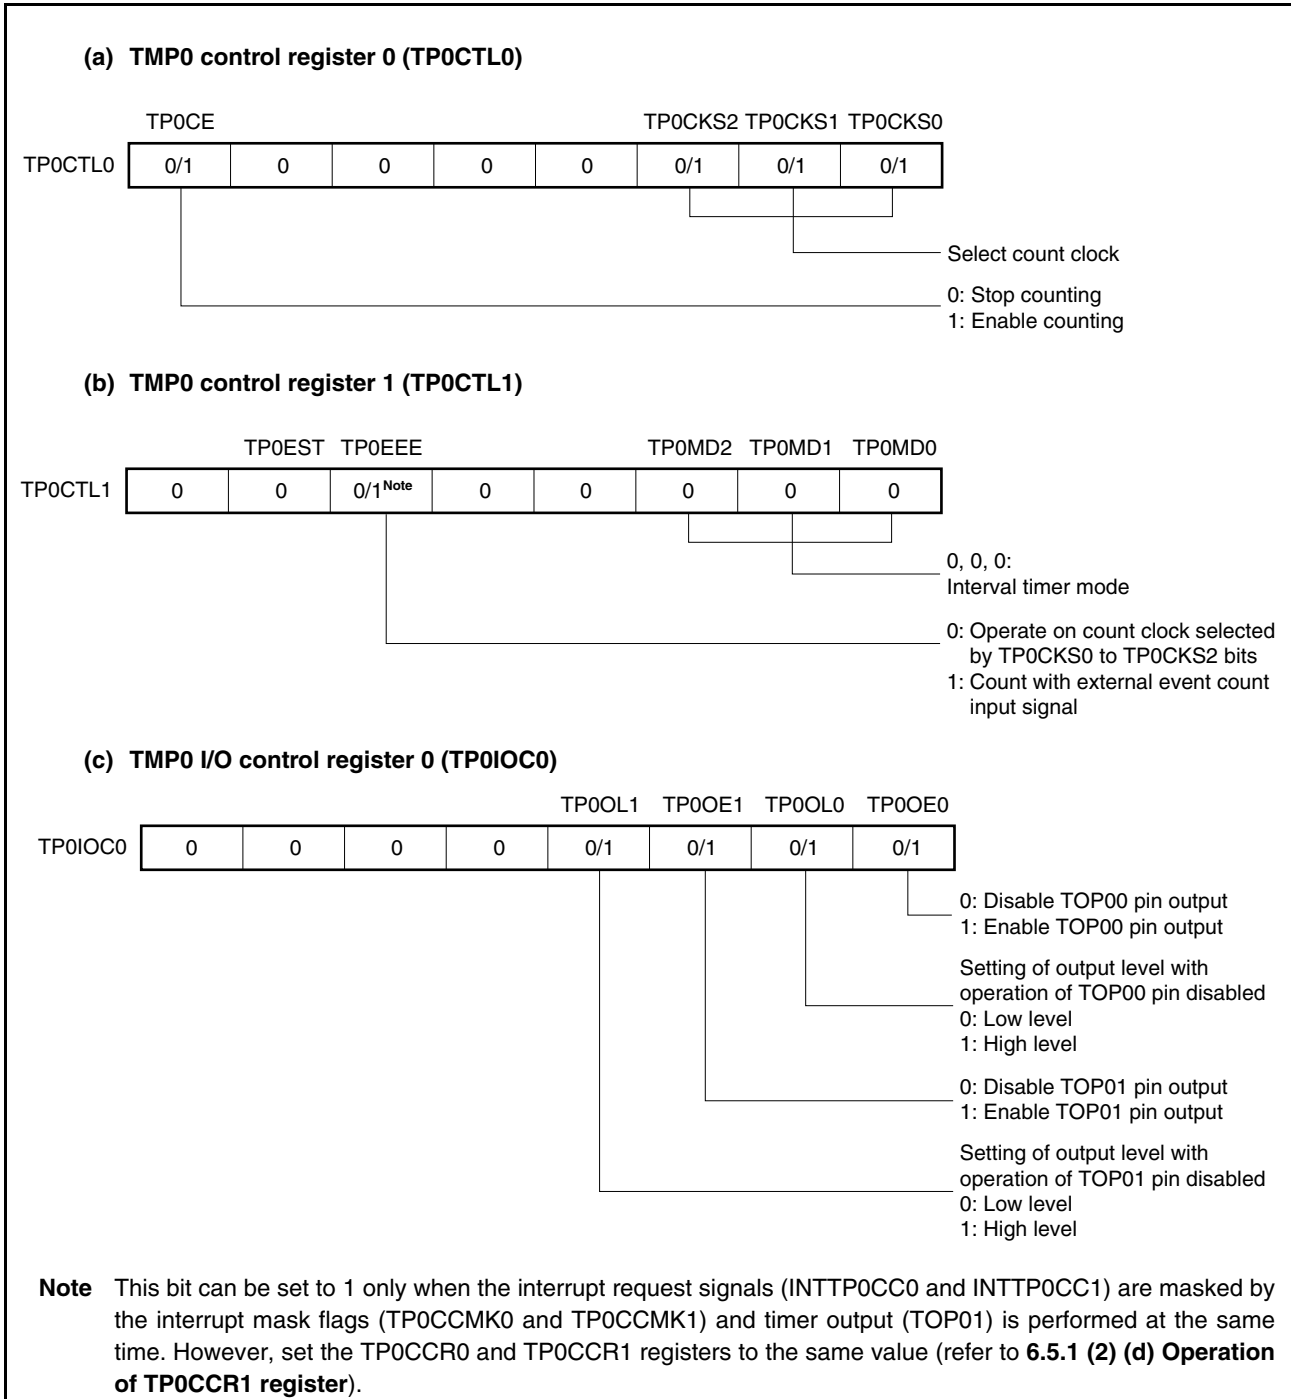 (a) TMP0 control register 0 (TP0CTL0)
TP0CE TP0CKS2 TP0CKS1 TP0CKS0
TP0CTL0 0/1 0 0 0 0 0/1 0/1 0/1
Select count clock
0: Stop counting
1: Enable counting
(b) TMP0 control register 1 (TP0CTL1)
TP0EST TP0EEE TP0MD2 TP0MD1 TP0MD0
TP0CTL1 0 0 0/1Note 0 0 0 0 0
0, 0, 0:
Interval timer mode
0: Operate on count clock selected
by TP0CKS0 to TP0CKS2 bits
1: Count with external event count
input signal
(c) TMP0 I/O control register 0 (TP0IOC0)
TP0OL1 TP0OE1 TP0OL0 TP0OE0
TP0IOC0 0 0 0 0 0/1 0/1 0/1 0/1
0: Disable TOP00 pin output
1: Enable TOP00 pin output
Setting of output level with
operation of TOP00 pin disabled
0: Low level
1: High level
0: Disable TOP01 pin output
1: Enable TOP01 pin output
Setting of output level with
operation of TOP01 pin disabled
0: Low level
1: High level
Note This bit can be set to 1 only when the interrupt request signals (INTTP0CC0 and INTTP0CC1) are masked by
the interrupt mask flags (TP0CCMK0 and TP0CCMK1) and timer output (TOP01) is performed at the same
time. However, set the TP0CCR0 and TP0CCR1 registers to the same value (refer to 6.5.1 (2) (d) Operation
of TP0CCR1 register).